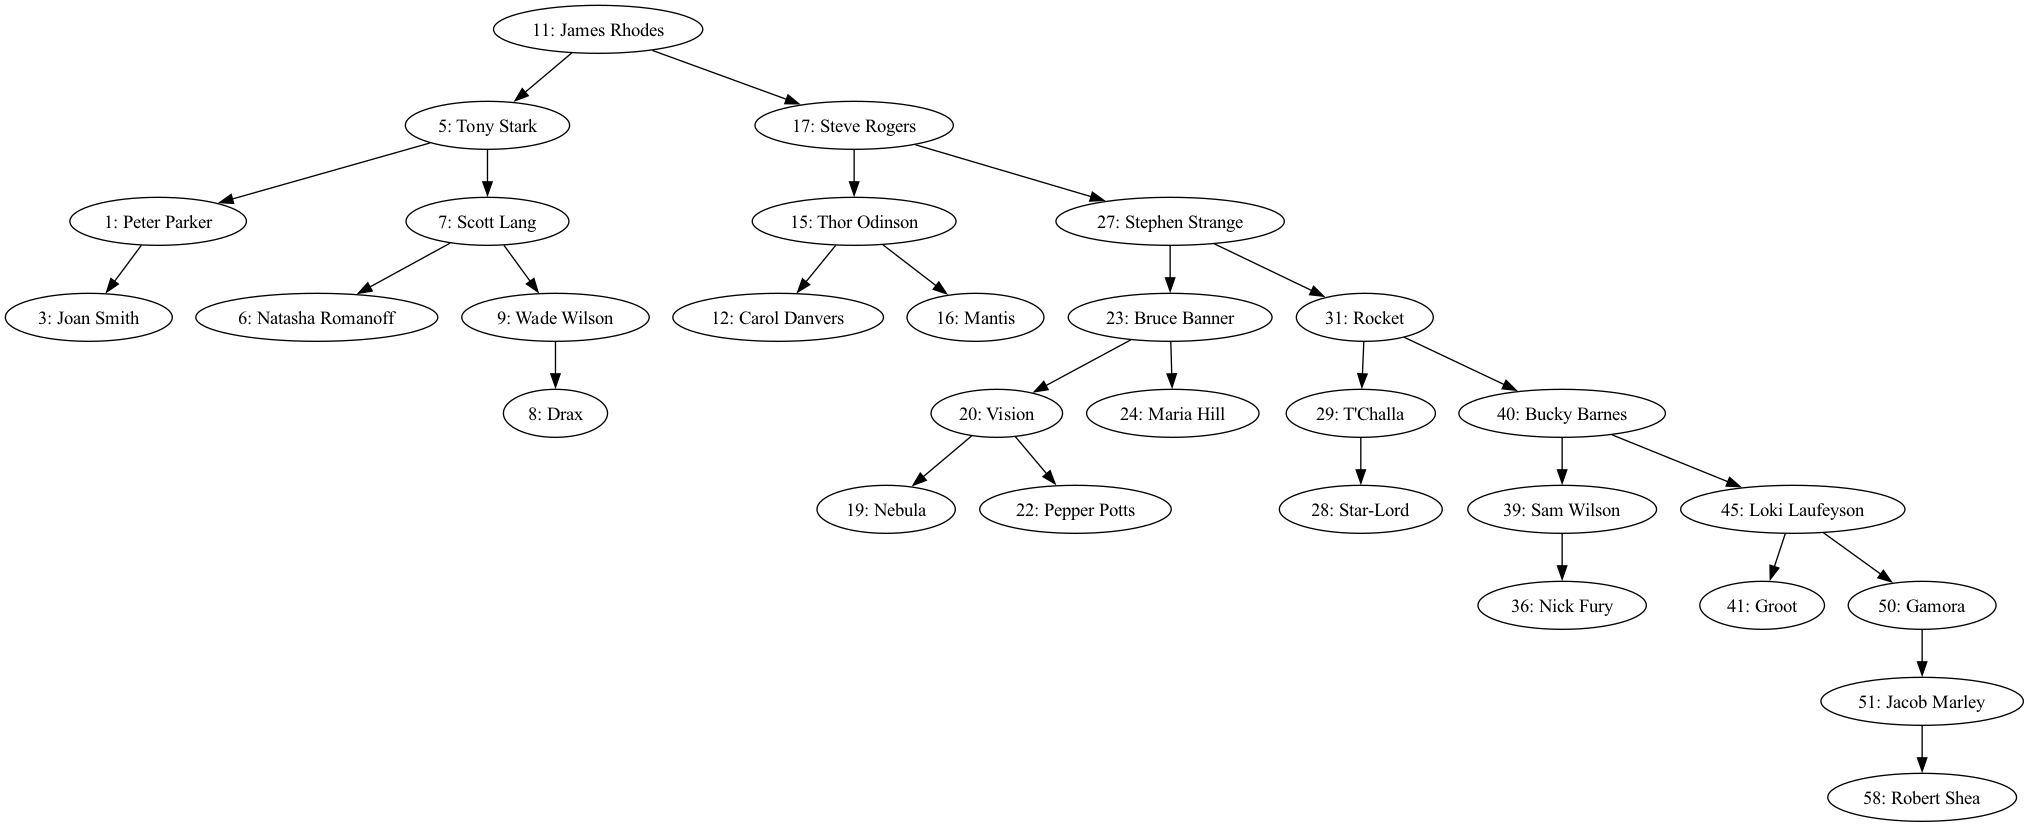 11: James Rhodes
5: Tony Stark
17: Steve Rogers
1: Peter Parker
7: Scott Lang
15: Thor Odinson
27: Stephen Strange
3: Joan Smith
6: Natasha Romanoff
9: Wade Wilson
12: Carol Danvers
16: Mantis
23: Bruce Banner
31: Rocket
8: Drax
20: Vision
24: Maria Hill
29: T'Challa
40: Bucky Barnes
19: Nebula
22: Pepper Potts
28: Star-Lord
39: Sam Wilson
45: Loki Laufeyson
36: Nick Fury
41: Groot
50: Gamora
51: Jacob Marley
58: Robert Shea